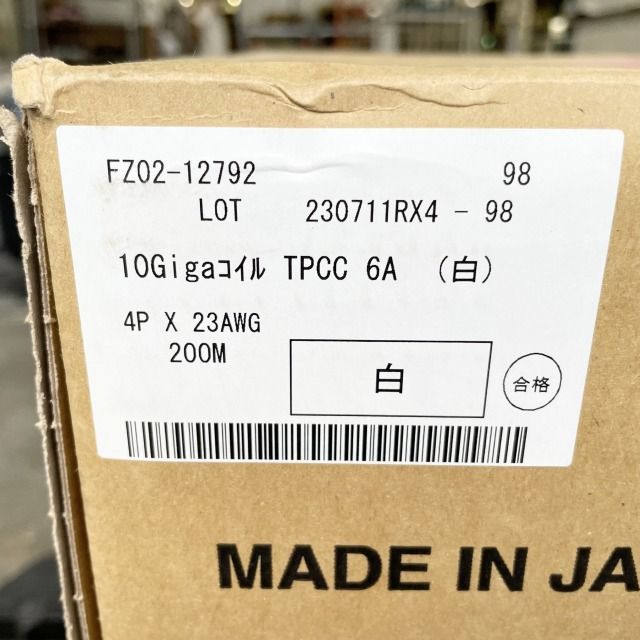 FZ02-12792 98
LOT 230711RX4 - 98
10Gigaｺｲﾙ TPCC 6A （白）
4P X 23AWG
200M
白
合格
MADE IN JA